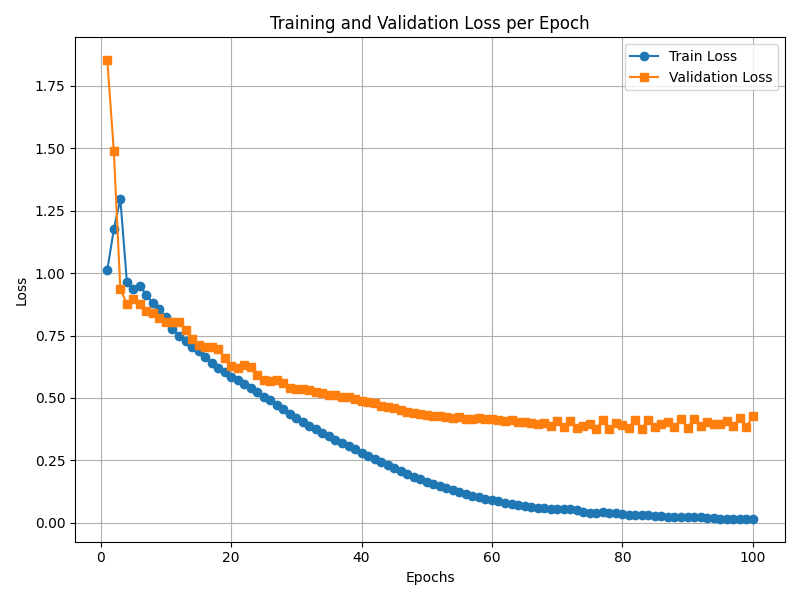 Training and Validation Loss per Epoch
Train Loss
Validation Loss
1.75
1.50
1.25
1.00
0.75
0.50
0.25
0.00
Loss
0 20 40 60 80 100
Epochs